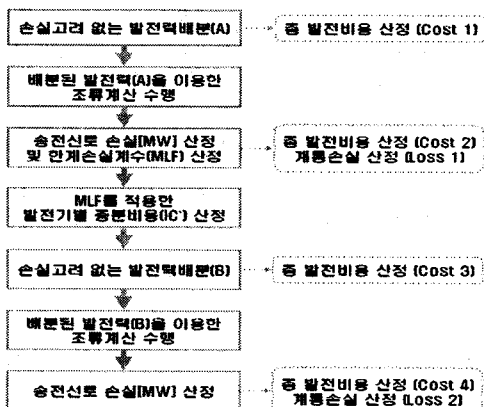 손실고려 없는 발전력배분(A)
총 발전비용 산정 (Cost 1)
배분된 발전력(A)을 이용한
조류계산 수행
송전선로 손실[MW] 산정
및 한계손실계수(MLF) 산정
총 발전비용 산정 (Cost 2)
계통손실 산정 (Loss 1)
MLF를 적용한
발전기별 증분비용(IC') 산정
손실고려 없는 발전력배분(B)
총 발전비용 산정 (Cost 3)
배분된 발전력(B)을 이용한
조류계산 수행
송전선로 손실[MW] 산정
총 발전비용 산정 (Cost 4)
계통손실 산정 (Loss 2)